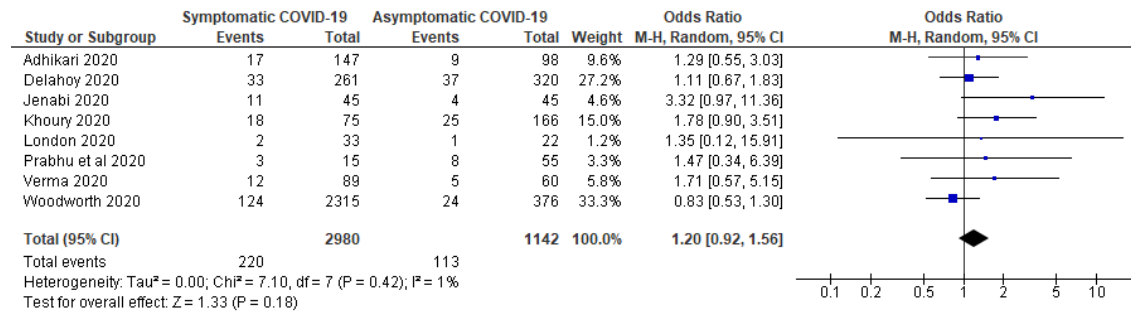 Symptomatic COVID-19 Asymptomatic COVID-19 Odds Ratio Odds Ratio
Study or Subgroup Events Total Events Total Weight M-H, Random, 95% CI M-H, Random, 95% CI
Adhikari 2020 17 147 9 98 9.6% 1.29 [0.55, 3.03]
Delahoy 2020 33 261 37 320 27.2% 1.11 [0.67, 1.83]
Jenabi 2020 11 45 4 45 4.6% 3.32 [0.97, 11.36]
Khoury 2020 18 75 25 166 15.0% 1.78 [0.90, 3.51]
London 2020 2 33 1 22 1.2% 1.35 [0.12, 15.91]
Prabhu et al 2020 3 15 8 55 3.3% 1.47 [0.34, 6.39]
Verma 2020 12 89 5 60 5.8% 1.71 [0.57, 5.15]
Woodworth 2020 124 2315 24 376 33.3% 0.83 [0.53, 1.30]
Total (95% CI) 2980 1142 100.0% 1.20 [0.92, 1.56]
Total events 220 113
Heterogeneity: Tau² = 0.00; Chi² = 7.10, df = 7 (P = 0.42); I² = 1%
Test for overall effect: Z = 1.33 (P = 0.18)
0.1 0.2 0.5 1 2 5 10